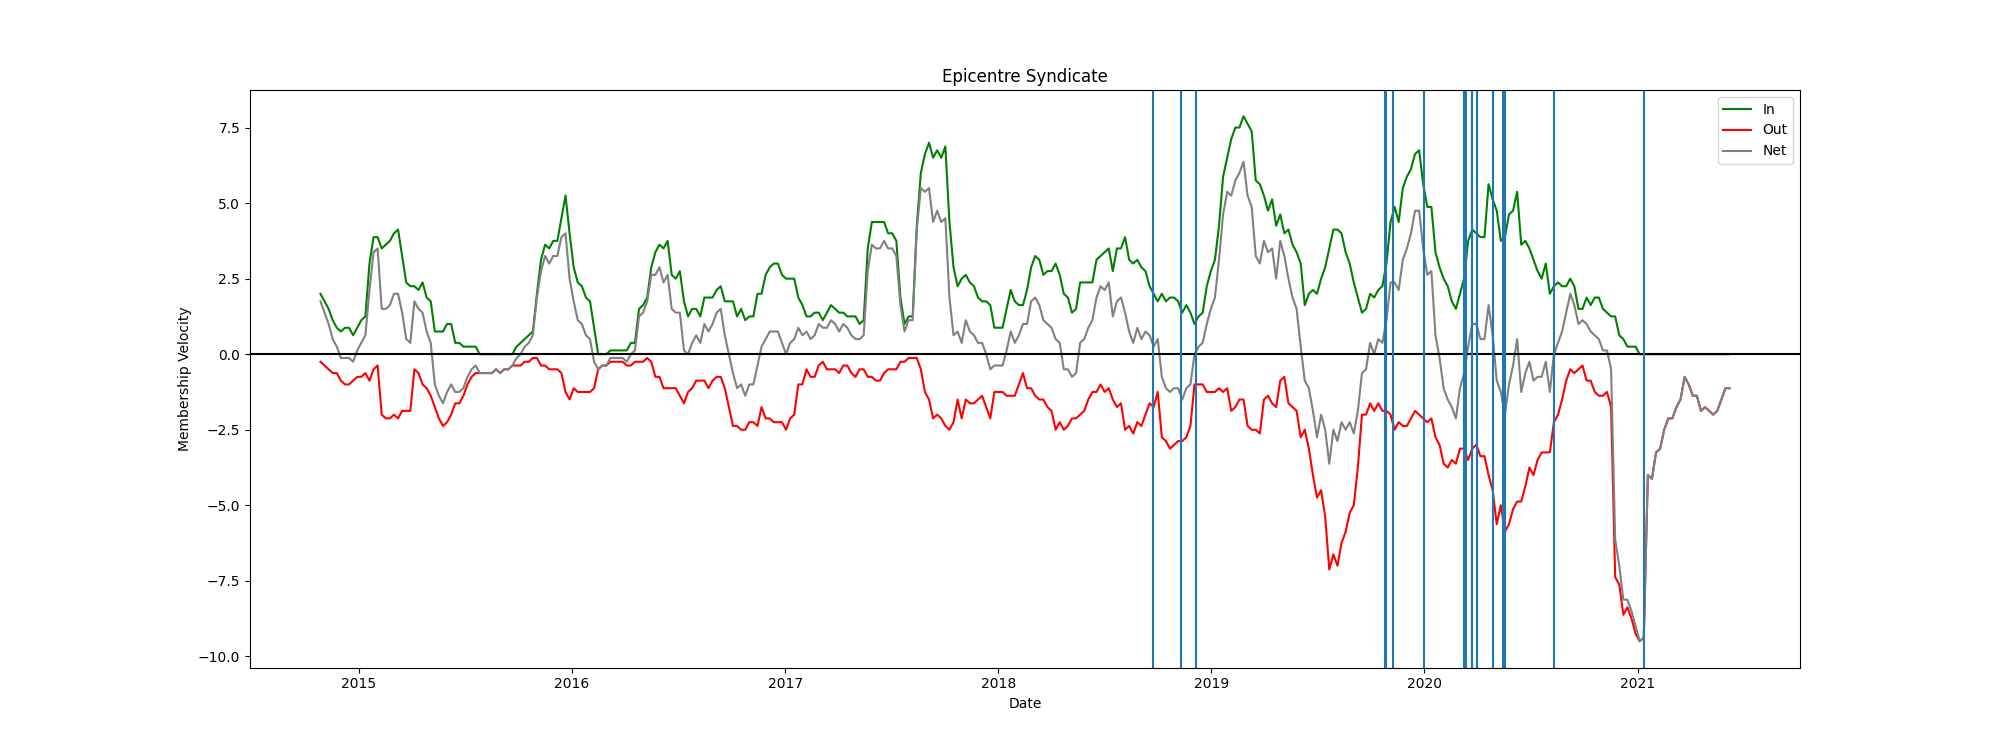 Epicentre Syndicate
In
Out
Net
Membership Velocity
7.5
5.0
2.5
0.0
−2.5
−5.0
−7.5
−10.0
2015 2016 2017 2018 2019 2020 2021
Date